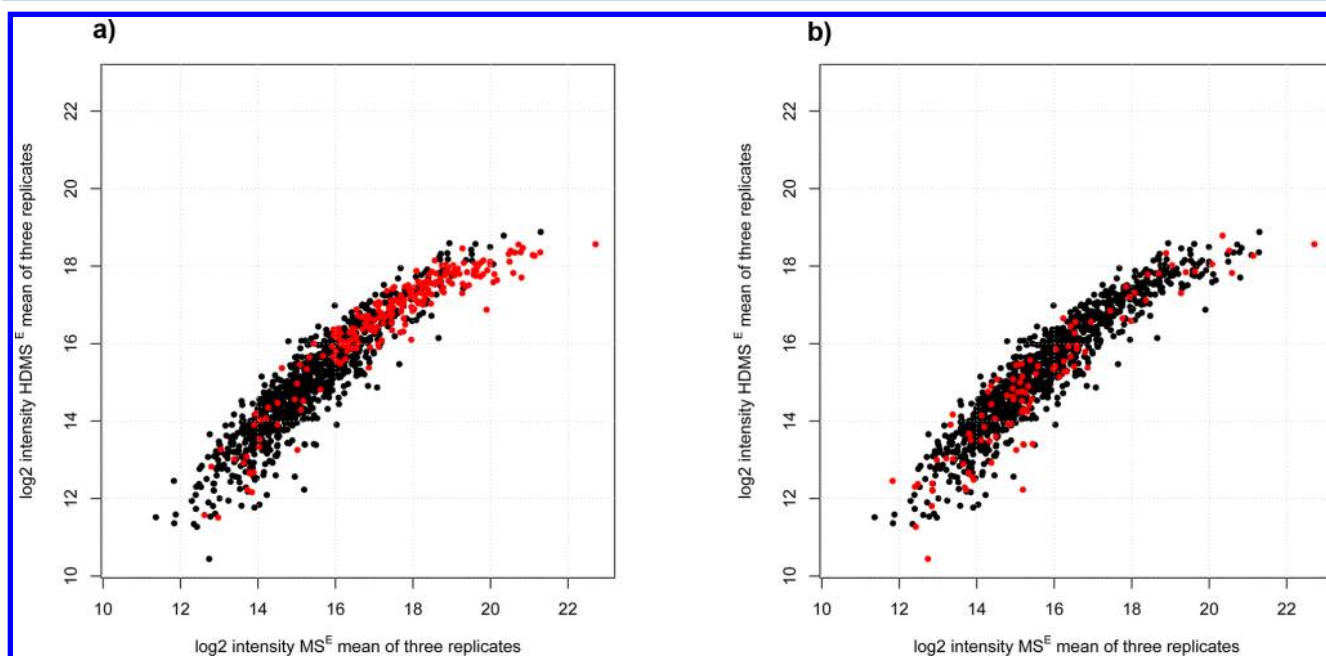 a)
log2 intensity HDMS E mean of three replicates
22
20
18
16
14
12
10
10 12 14 16 18 20 22
log2 intensity MSE mean of three replicates
b)
log2 intensity HDMS E mean of three replicates
22
20
18
16
14
12
10
10 12 14 16 18 20 22
log2 intensity MSE mean of three replicates